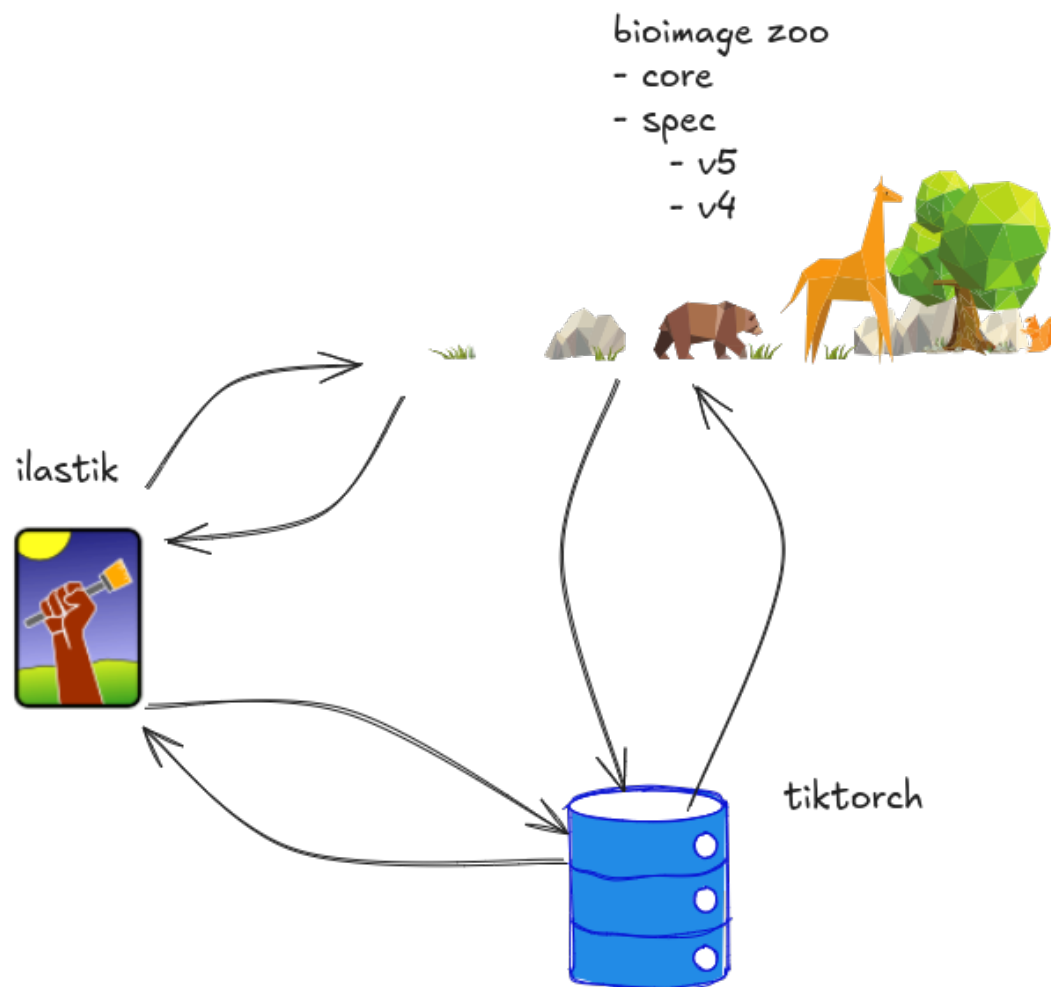 bioimage zoo
- core
- spec
- v5
- v4
ilastik
tiktorch